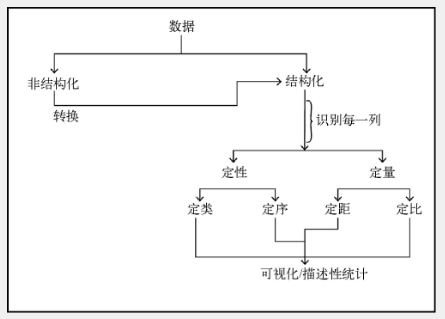 数据
非结构化
结构化
转换
识别每一列
定性
定量
定类
定序
定距
定比
可视化/描述性统计